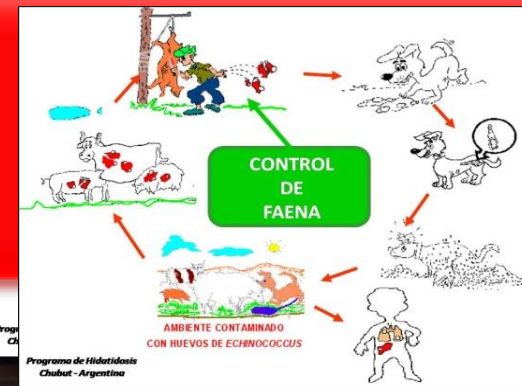 CONTROL
DE
FAENA
AMBIENTE CONTAMINADO
CON HUEVOS DE ECHINOCOCCUS
Programa de Hidatidosis
Chubut - Argentina